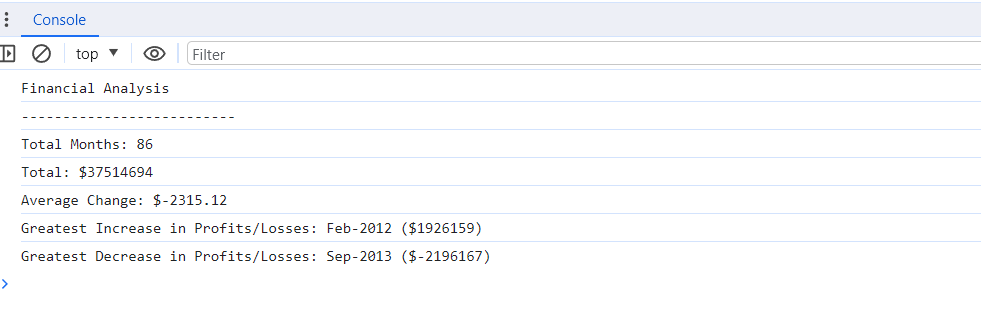 Console
top ▼
Filter
Financial Analysis
--------------------------
Total Months: 86
Total: $37514694
Average Change: $-2315.12
Greatest Increase in Profits/Losses: Feb-2012 ($1926159)
Greatest Decrease in Profits/Losses: Sep-2013 ($-2196167)